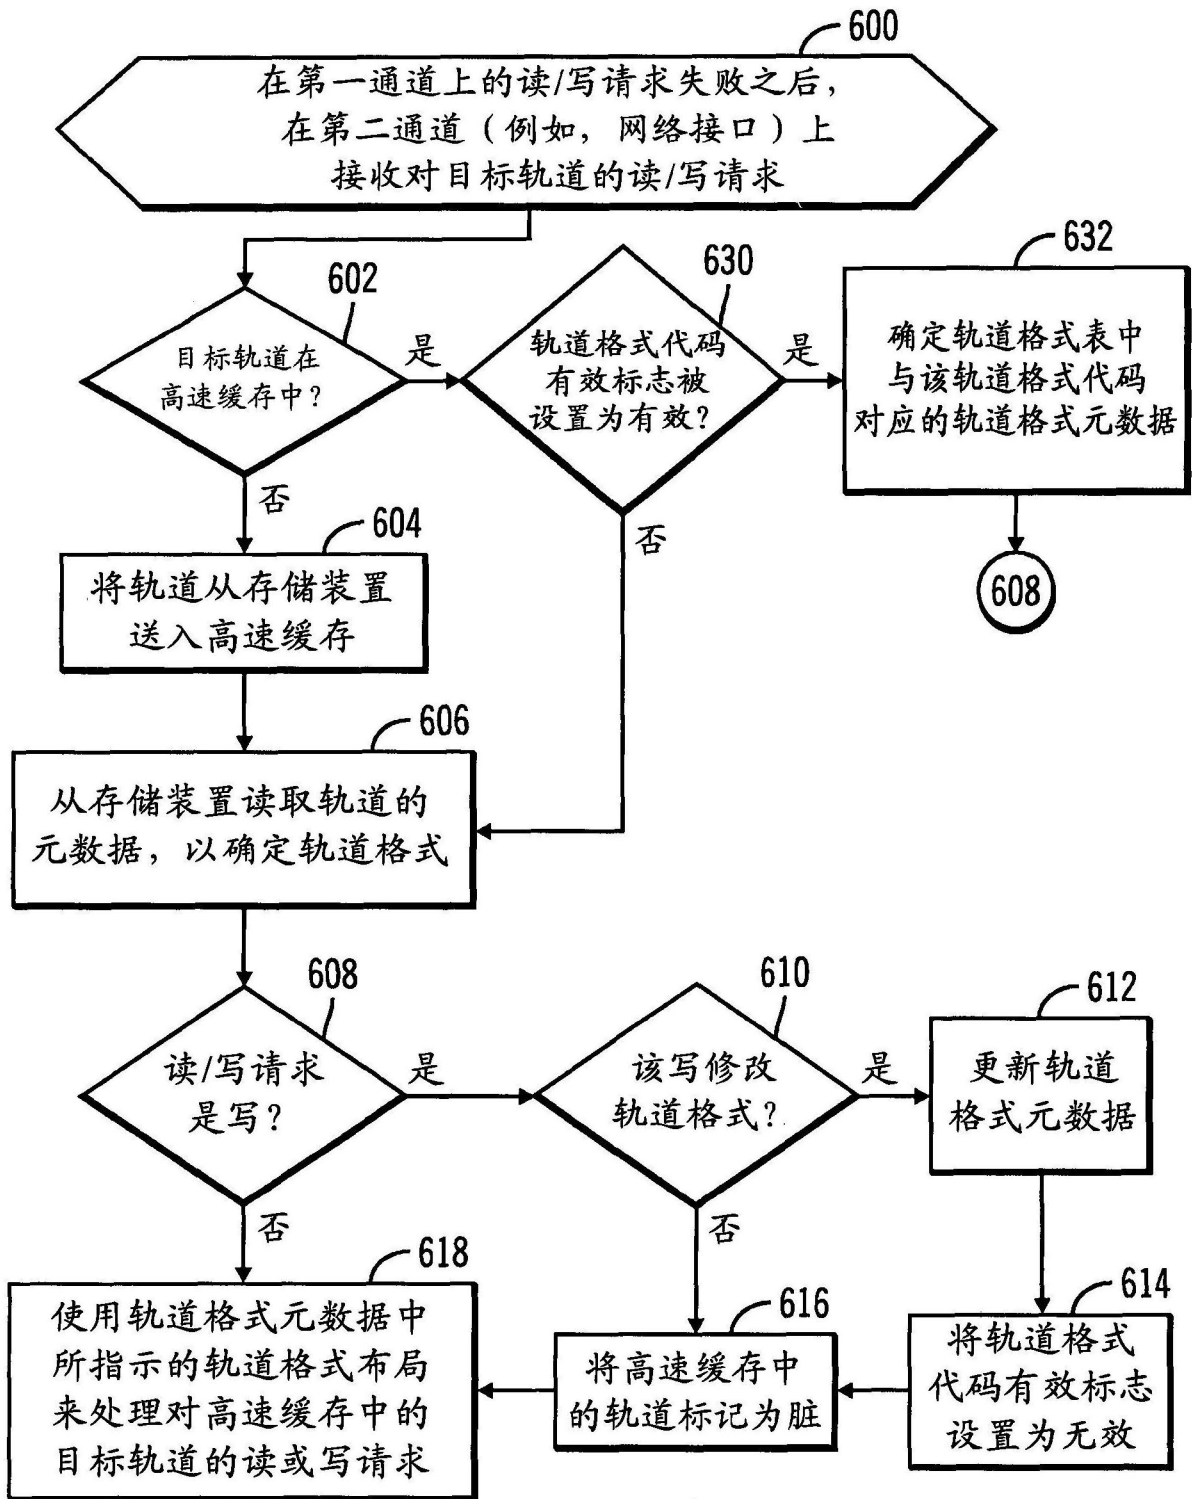 600
在第一通道上的读/写请求失败之后，
在第二通道（例如，网络接口）上
接收对目标轨道的读/写请求
602
目标轨道在
高速缓存中？
是
否
630
轨道格式代码
有效标志被
设置为有效？
是
否
632
确定轨道格式表中
与该轨道格式代码
对应的轨道格式元数据
608
604
将轨道从存储装置
送入高速缓存
606
从存储装置读取轨道的
元数据，以确定轨道格式
608
读/写请求
是写？
是
否
610
该写修改
轨道格式？
是
否
612
更新轨道
格式元数据
614
将轨道格式
代码有效标志
设置为无效
616
将高速缓存中
的轨道标记为脏
618
使用轨道格式元数据中
所指示的轨道格式布局
来处理对高速缓存中的
目标轨道的读或写请求